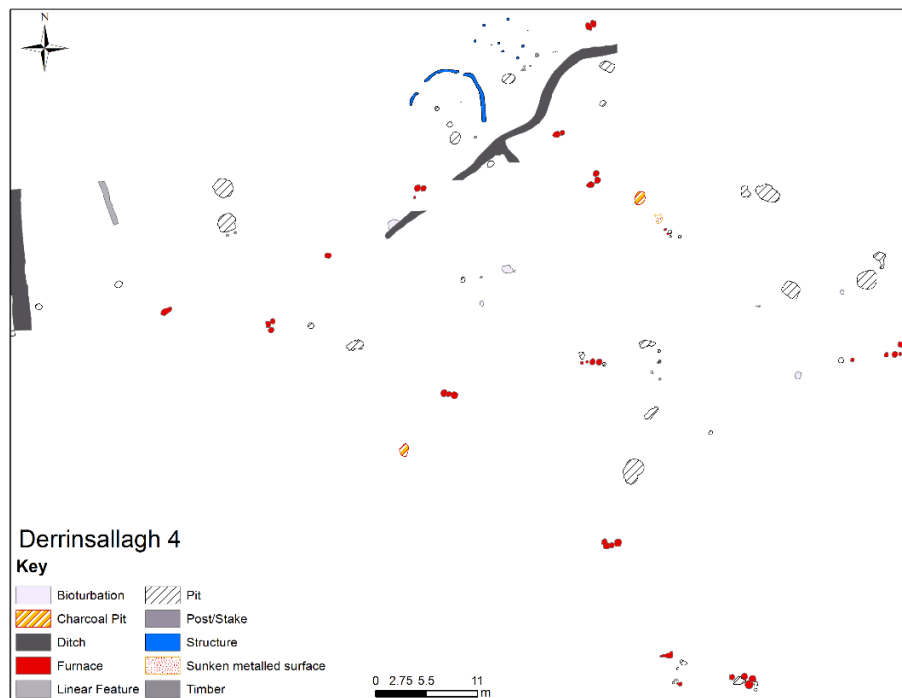 N
Derrinsallagh 4
Key
Bioturbation
Pit
Charcoal Pit
Post/Stake
Ditch
Structure
Furnace
Sunken metalled surface
Linear Feature
Timber
0 2.75 5.5 11
m